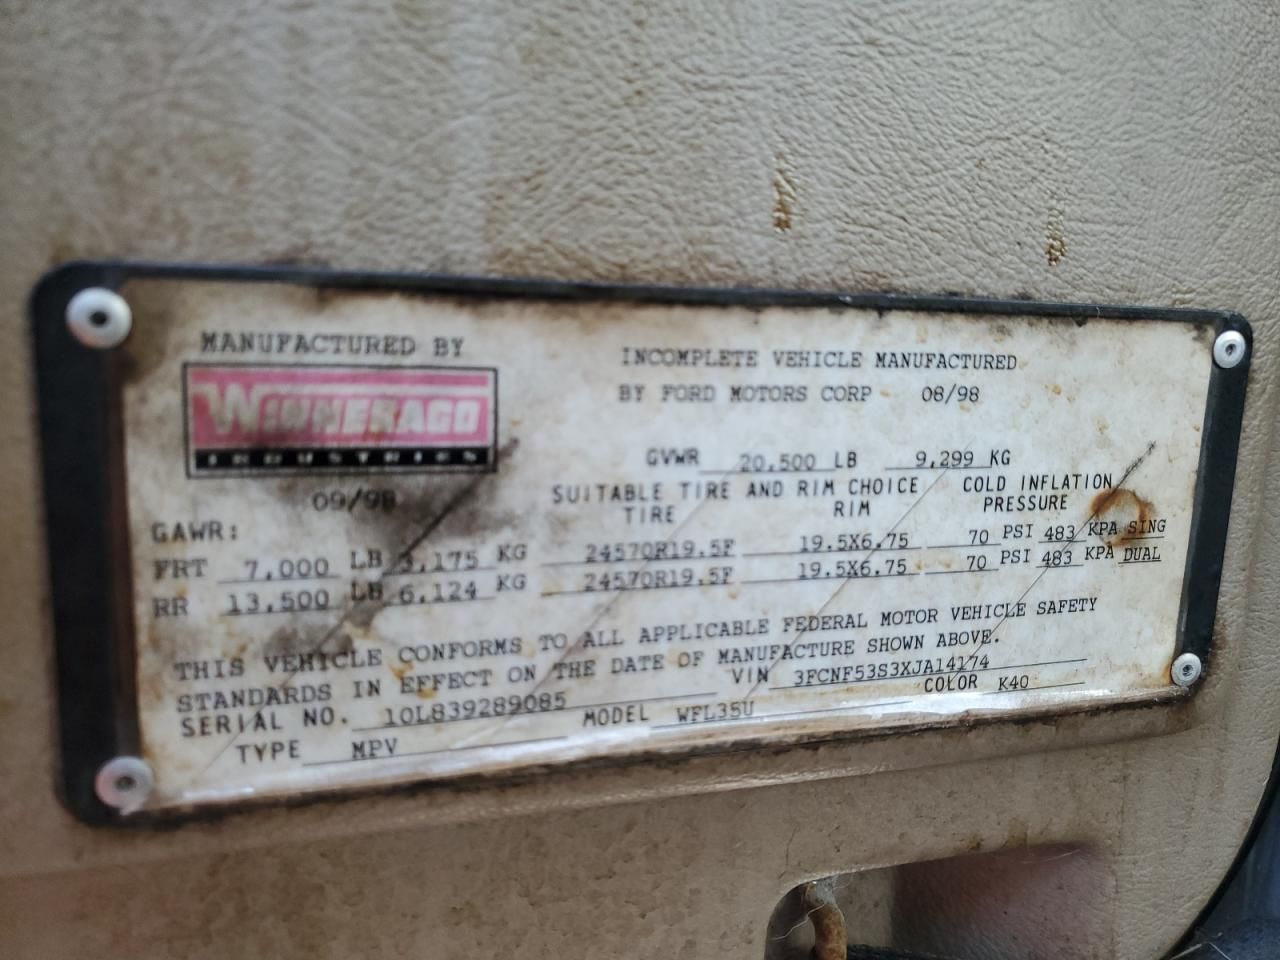 MANUFACTURED BY
WINNEBAGO
INDUSTRIES
09/98
INCOMPLETE VEHICLE MANUFACTURED
BY FORD MOTORS CORP 08/98
GVWR 20,500 LB 9,299 KG
SUITABLE TIRE AND RIM CHOICE COLD INFLATION
TIRE RIM PRESSURE
GAWR:
FRT 7,000 LB 3,175 KG 24570R19.5F 19.5X6.75 70 PSI 483 KPA SING
RR 13,500 LB 6,124 KG 24570R19.5F 19.5X6.75 70 PSI 483 KPA DUAL
THIS VEHICLE CONFORMS TO ALL APPLICABLE FEDERAL MOTOR VEHICLE SAFETY
STANDARDS IN EFFECT ON THE DATE OF MANUFACTURE SHOWN ABOVE.
SERIAL NO. 10L839289085 VIN 3FCNF53S3XJA14174
TYPE MPV MODEL WFL35U COLOR K40